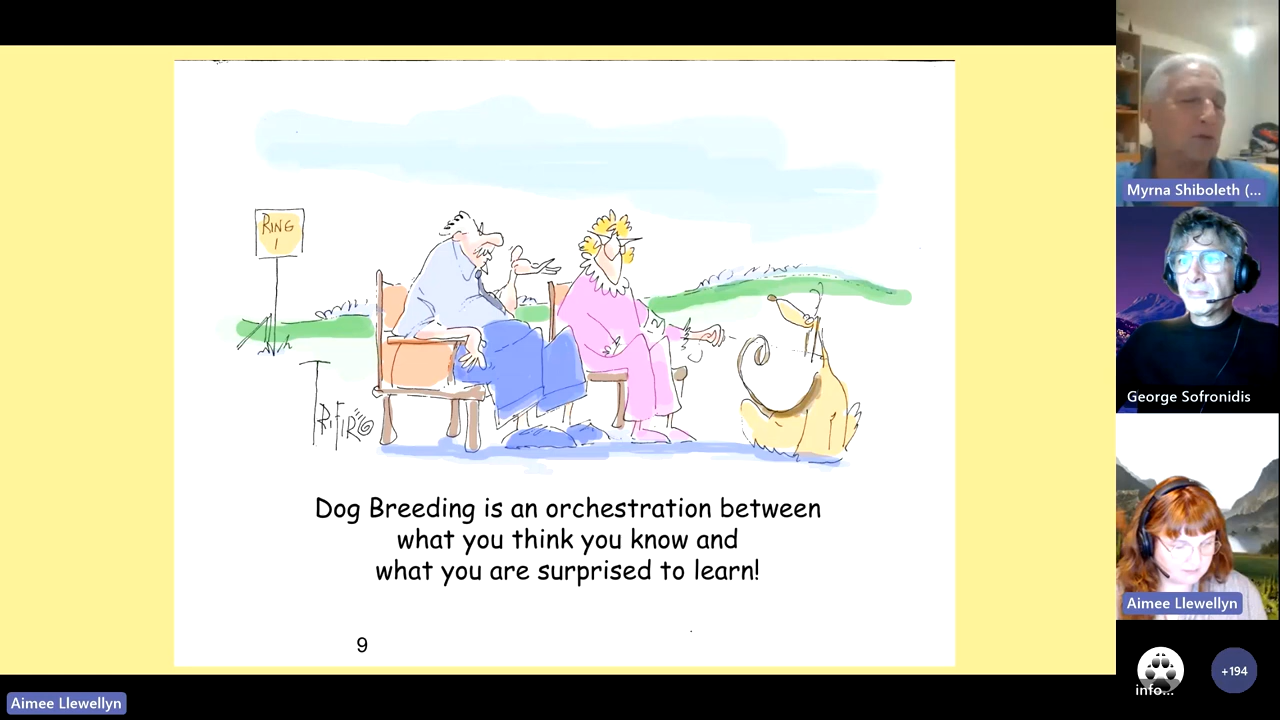 RING
1
TRIFIRO
Dog Breeding is an orchestration between
what you think you know and
what you are surprised to learn!
9
Myrna Shiboleth (...
George Sofronidis
Aimee Llewellyn
info...
+194
Aimee Llewellyn